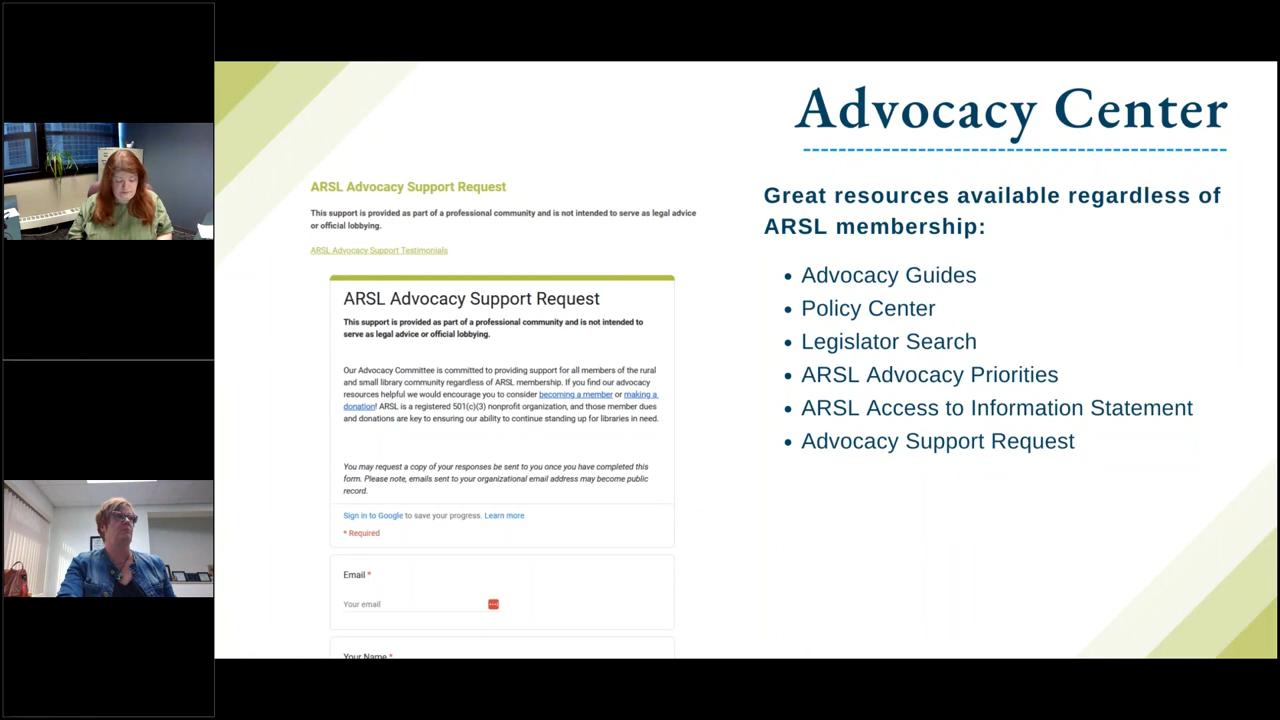 Advocacy Center
Great resources available regardless of
ARSL membership:
• Advocacy Guides
• Policy Center
• Legislator Search
• ARSL Advocacy Priorities
• ARSL Access to Information Statement
• Advocacy Support Request
ARSL Advocacy Support Request
This support is provided as part of a professional community and is not intended to serve as legal advice
or official lobbying.
ARSL Advocacy Support Testimonials
ARSL Advocacy Support Request
This support is provided as part of a professional community and is not intended to
serve as legal advice or official lobbying.
Our Advocacy Committee is committed to providing support for all members of the rural
and small library community regardless of ARSL membership. If you find our advocacy
resources helpful we would encourage you to consider becoming a member or making a
donation! ARSL is a registered 501(c)(3) nonprofit organization, and those member dues
and donations are key to ensuring our ability to continue standing up for libraries in need.
You may request a copy of your responses be sent to you once you have completed this
form. Please note, emails sent to your organizational email address may become public
record.
Sign in to Google to save your progress. Learn more
* Required
Email *
Your email
Your Name *